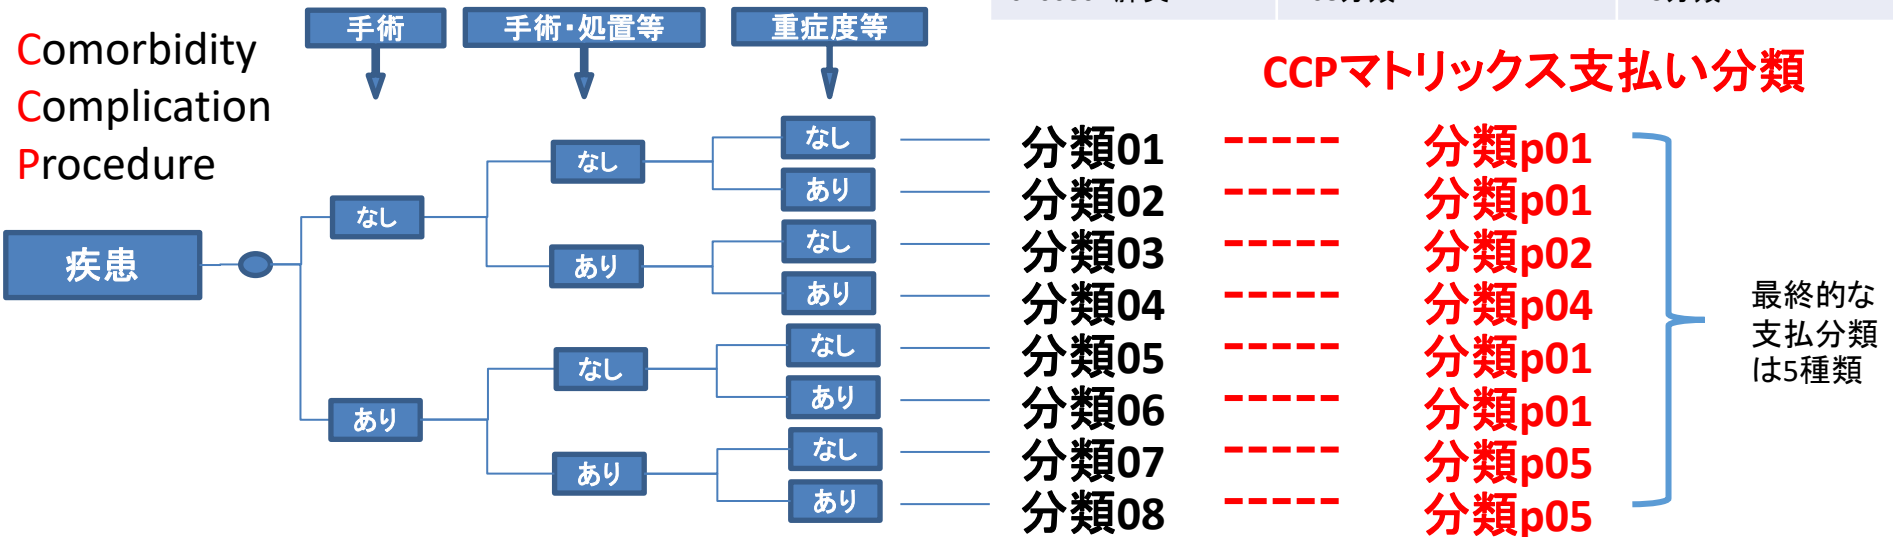 Comorbidity
Complication
Procedure
手術
手術・処置等
重症度等
CCPマトリックス支払い分類
疾患
なし
あり
なし
あり
なし
あり
なし
あり
なし
あり
なし
あり
なし
あり
分類01 ----- 分類p01
分類02 ----- 分類p01
分類03 ----- 分類p02
分類04 ----- 分類p04
分類05 ----- 分類p01
分類06 ----- 分類p01
分類07 ----- 分類p05
分類08 ----- 分類p05
最終的な
支払分類
は5種類